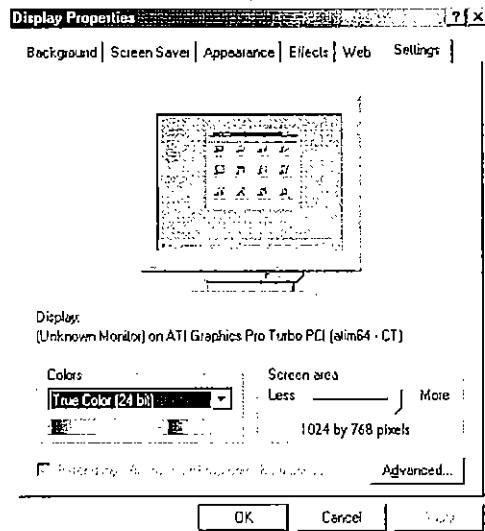 Display Properties ? ×
Background Screen Saver Appearance Effects Web Settings
Display:
(Unknown Monitor) on ATI Graphics Pro Turbo PCI (atim64 - CT)
Colors
True Color (24 bit)
Screen area
Less More
1024 by 768 pixels
Advanced...
OK Cancel Apply